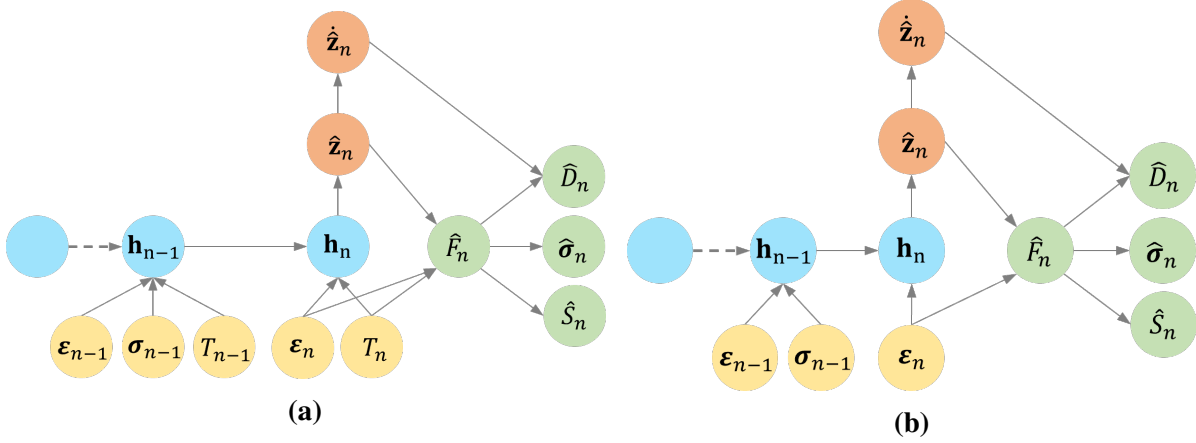 ż̂ₙ
ẑₙ
D̂ₙ
hₙ₋₁
hₙ
F̂ₙ
σ̂ₙ
Ŝₙ
εₙ₋₁
σₙ₋₁
Tₙ₋₁
εₙ
Tₙ
(a)
ż̂ₙ
ẑₙ
D̂ₙ
hₙ₋₁
hₙ
F̂ₙ
σ̂ₙ
Ŝₙ
εₙ₋₁
σₙ₋₁
εₙ
(b)